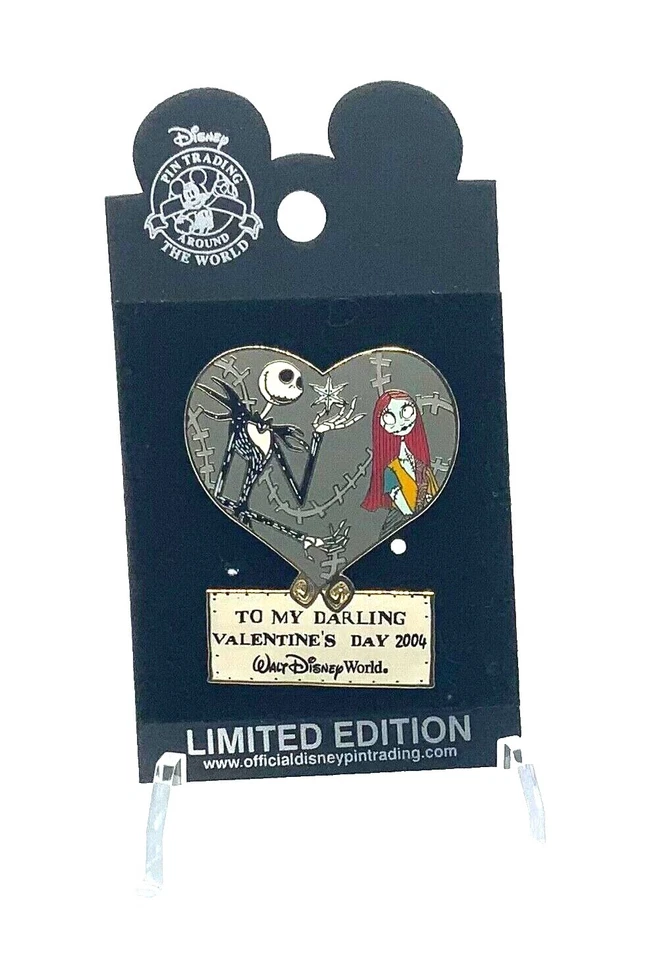 Disney
PIN TRADING
AROUND
THE WORLD
TO MY DARLING
VALENTINE'S DAY 2004
WALT DISNEY World.
LIMITED EDITION
www.officialdisneypintrading.com